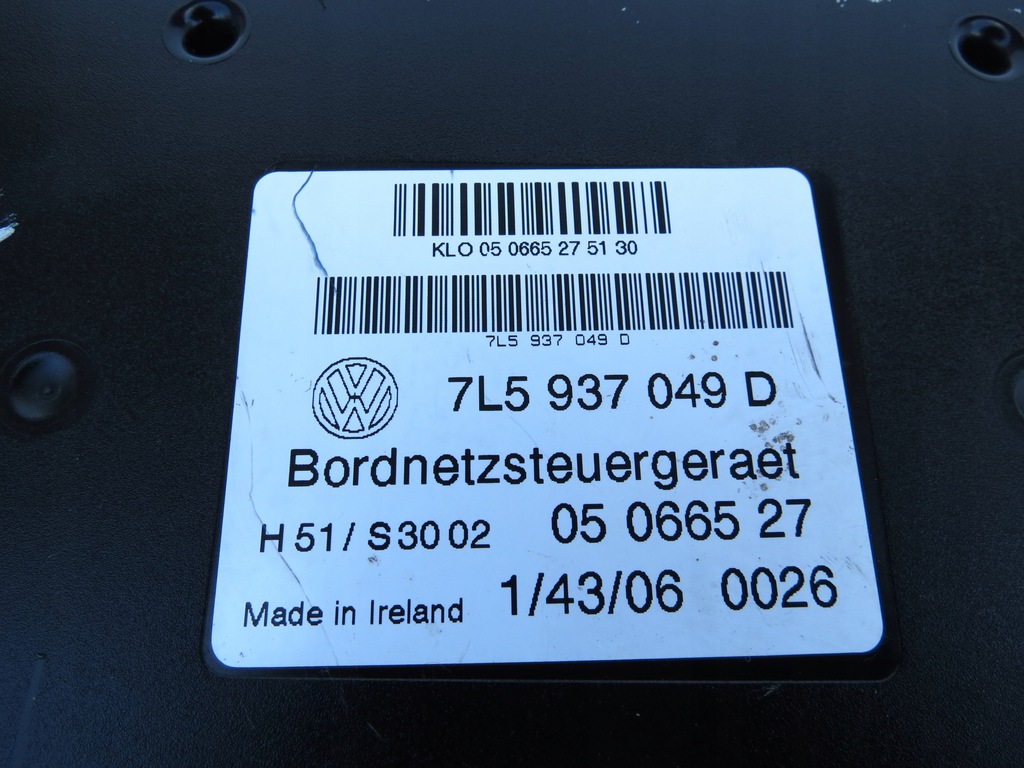 KLO 05 0665 27 51 30
7L5 937 049 D
7L5 937 049 D
Bordnetzsteuergeraet
H 51 / S 30 02 05 0665 27
Made in Ireland 1/43/06 0026